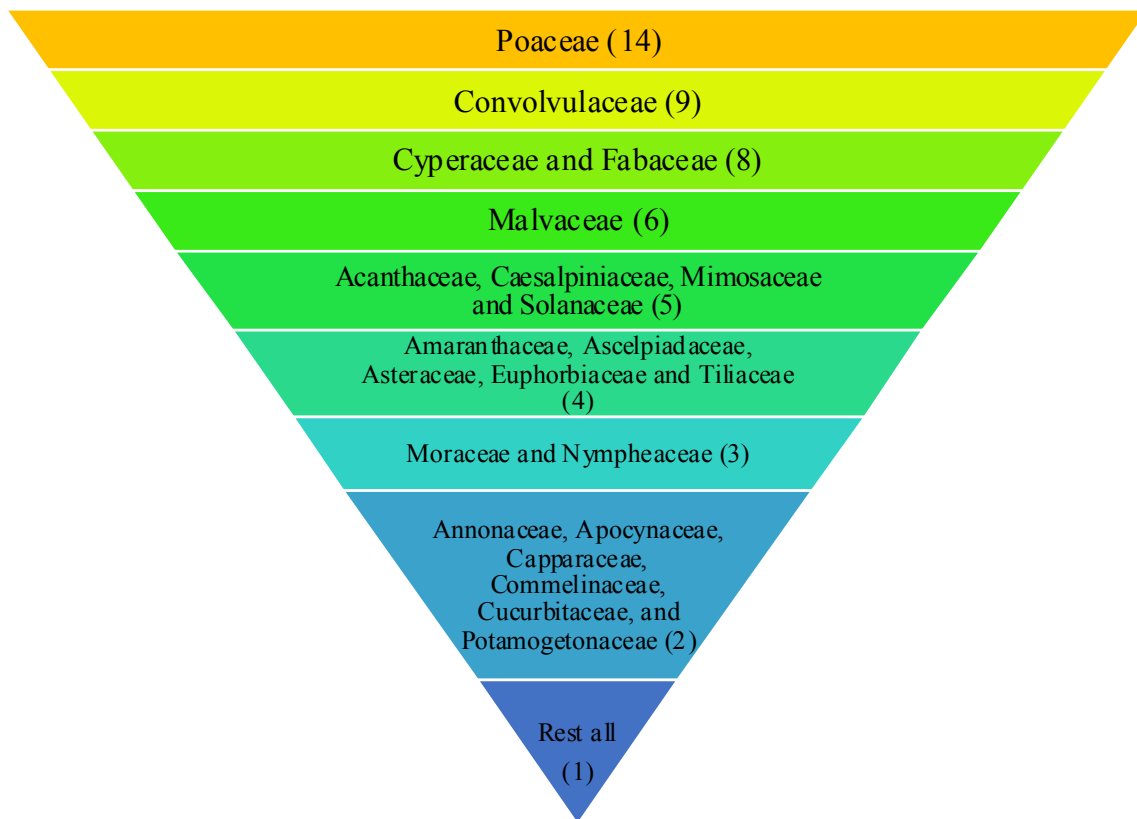 Poaceae (14)
Convolvulaceae (9)
Cyperaceae and Fabaceae (8)
Malvaceae (6)
Acanthaceae, Caesalpiniaceae, Mimosaceae
and Solanaceae (5)
Amaranthaceae, Ascelpiadaceae,
Asteraceae, Euphorbiaceae and Tiliaceae
(4)
Moraceae and Nympheaceae (3)
Annonaceae, Apocynaceae,
Capparaceae,
Commelinaceae,
Cucurbitaceae, and
Potamogetonaceae (2)
Rest all
(1)